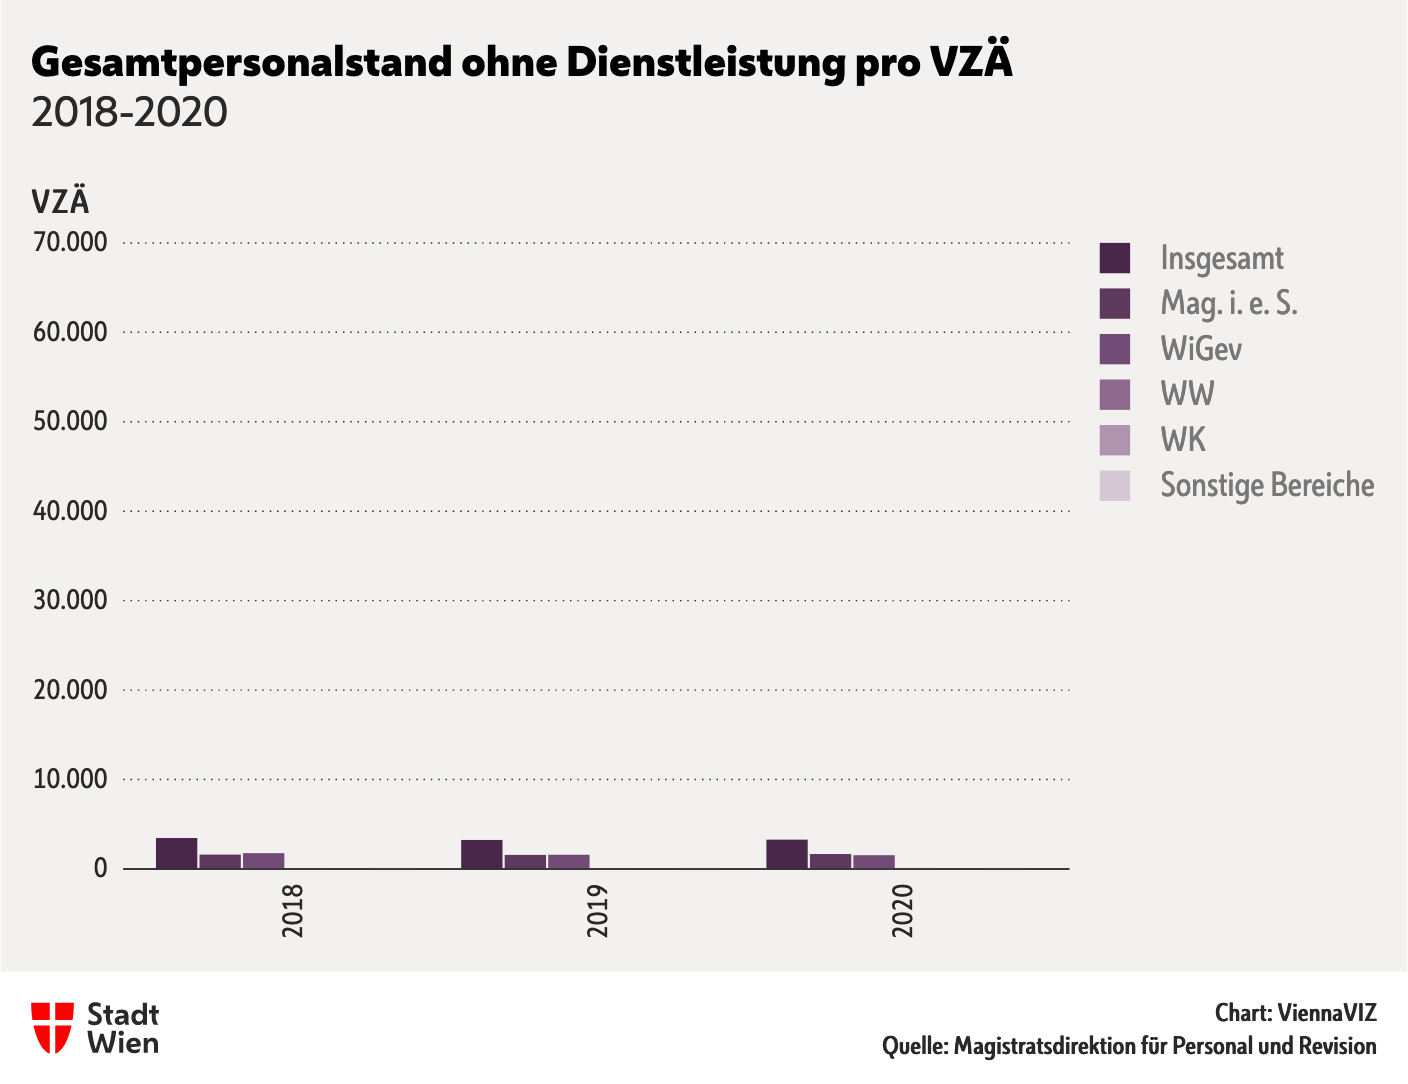 Gesamtpersonalstand ohne Dienstleistung pro VZÄ
2018-2020
VZÄ
70.000
60.000
50.000
40.000
30.000
20.000
10.000
0
2018
2019
2020
Insgesamt
Mag. i. e. S.
WiGev
WW
WK
Sonstige Bereiche
Stadt
Wien
Chart: ViennaVIZ
Quelle: Magistratsdirektion für Personal und Revision